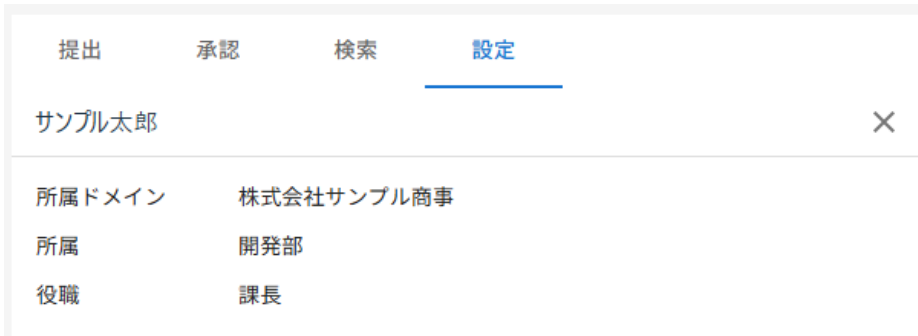 提出 承認 検索 設定
サンプル太郎
所属ドメイン 株式会社サンプル商事
所属 開発部
役職 課長